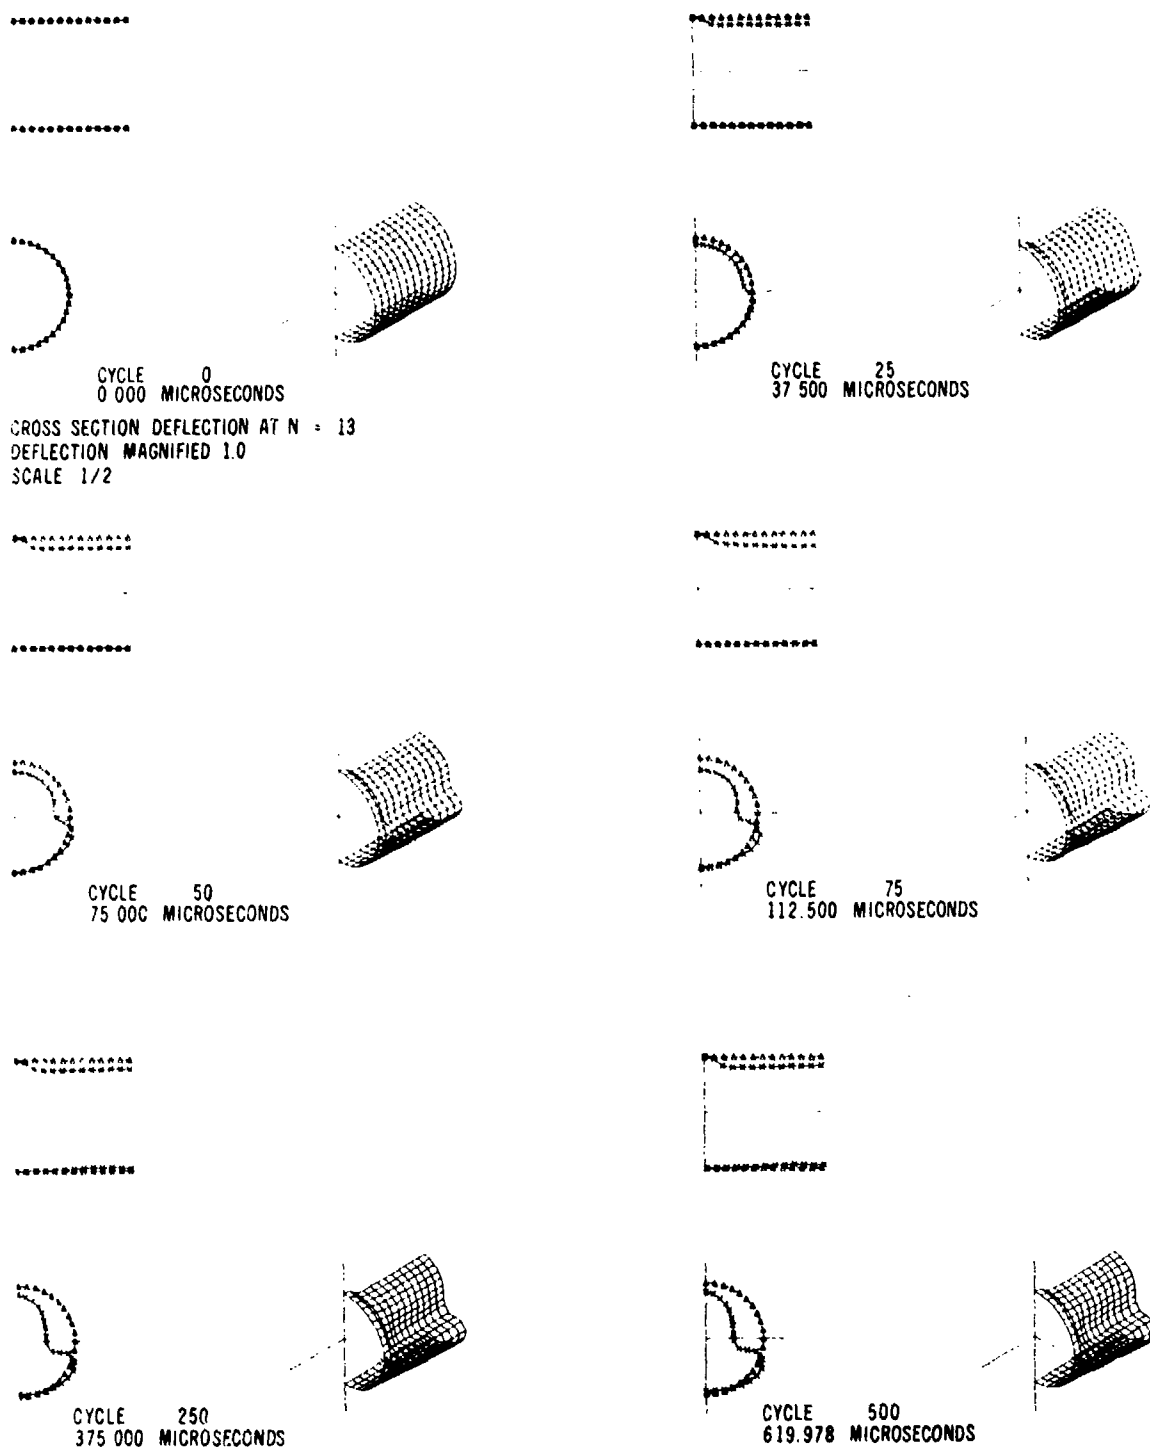 CYCLE 0
0 000 MICROSECONDS
CROSS SECTION DEFLECTION AT N = 13
DEFLECTION MAGNIFIED 1.0
SCALE 1/2
CYCLE 25
37 500 MICROSECONDS
CYCLE 50
75 000 MICROSECONDS
CYCLE 75
112.500 MICROSECONDS
CYCLE 250
375 000 MICROSECONDS
CYCLE 500
619.978 MICROSECONDS